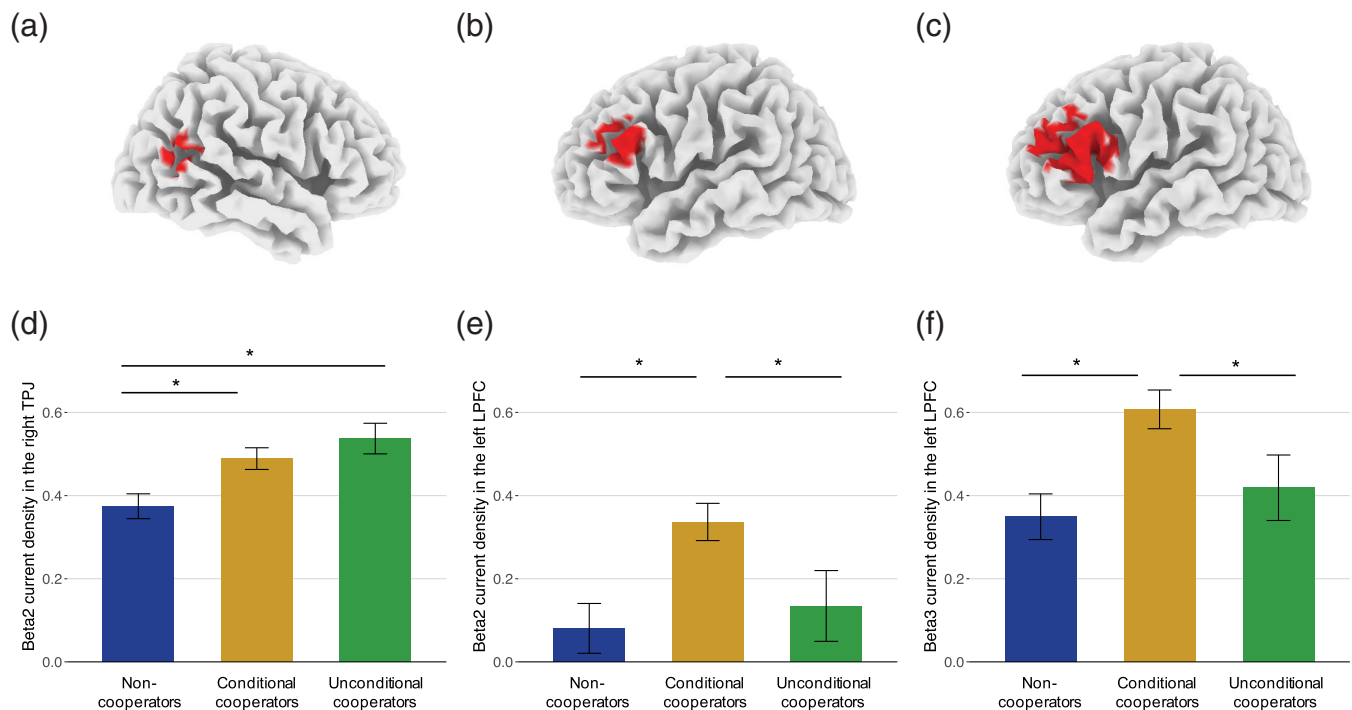 (a)
(b)
(c)
(d)
Beta2 current density in the right TPJ
*
*
0.6
0.4
0.2
0.0
Non-
cooperators
Conditional
cooperators
Unconditional
cooperators
(e)
Beta2 current density in the left LPFC
*
*
0.6
0.4
0.2
0.0
Non-
cooperators
Conditional
cooperators
Unconditional
cooperators
(f)
Beta3 current density in the left LPFC
*
*
0.6
0.4
0.2
0.0
Non-
cooperators
Conditional
cooperators
Unconditional
cooperators